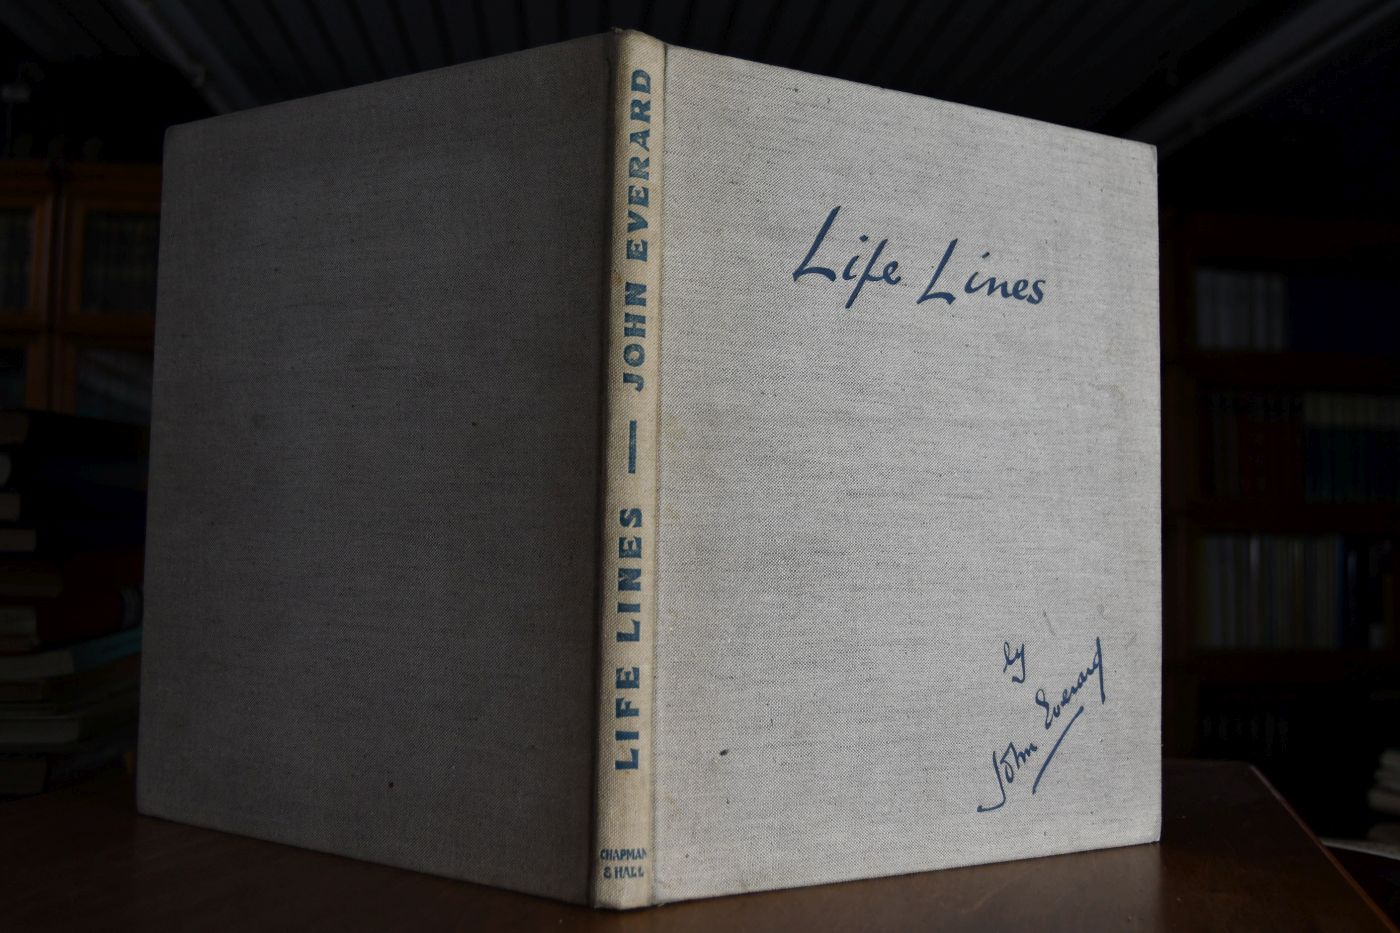 LIFE LINES — JOHN EVERARD
CHAPMAN
& HALL
Life Lines
by
John Everard